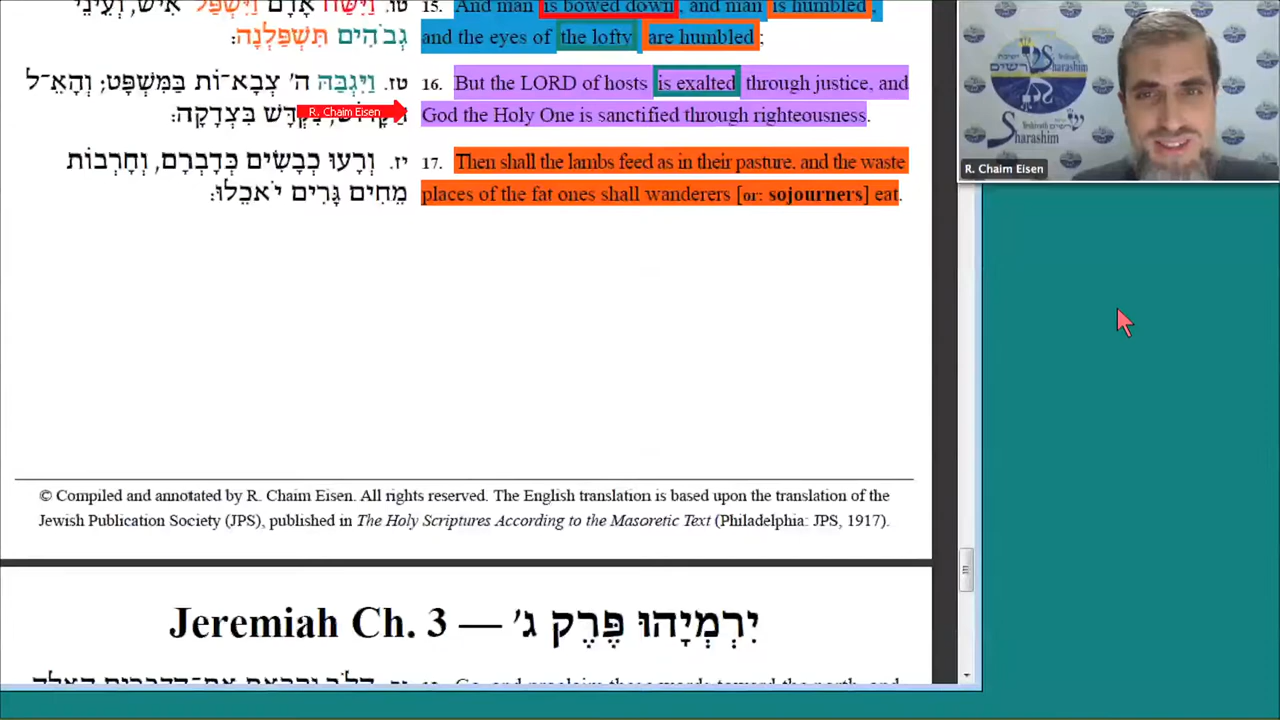 15. And man is bowed down, and man is humbled,
and the eyes of the lofty are humbled;
טו. וַיִּשַּׁח אָדָם וַיִּשְׁפַּל אִישׁ, וְעֵינֵי
גְבֹהִים תִּשְׁפַּלְנָה:
16. But the LORD of hosts is exalted through justice, and
God the Holy One is sanctified through righteousness.
טז. וַיִּגְבַּהּ ה׳ צְבָא־וֹת בַּמִּשְׁפָּט; וְהָאֵ־ל
בִּצְדָקָה:
R. Chaim Eisen
17. Then shall the lambs feed as in their pasture, and the waste
places of the fat ones shall wanderers [or: sojourners] eat.
יז. וְרָעוּ כְבָשִׂים כְּדָבְרָם, וְחָרְבוֹת
מֵחִים גָּרִים יֹאכֵלוּ:
© Compiled and annotated by R. Chaim Eisen. All rights reserved. The English translation is based upon the translation of the
Jewish Publication Society (JPS), published in The Holy Scriptures According to the Masoretic Text (Philadelphia: JPS, 1917).
Jeremiah Ch. 3 — יִרְמְיָהוּ פֶּרֶק ג׳
Sharashim
Sharashim
R. Chaim Eisen